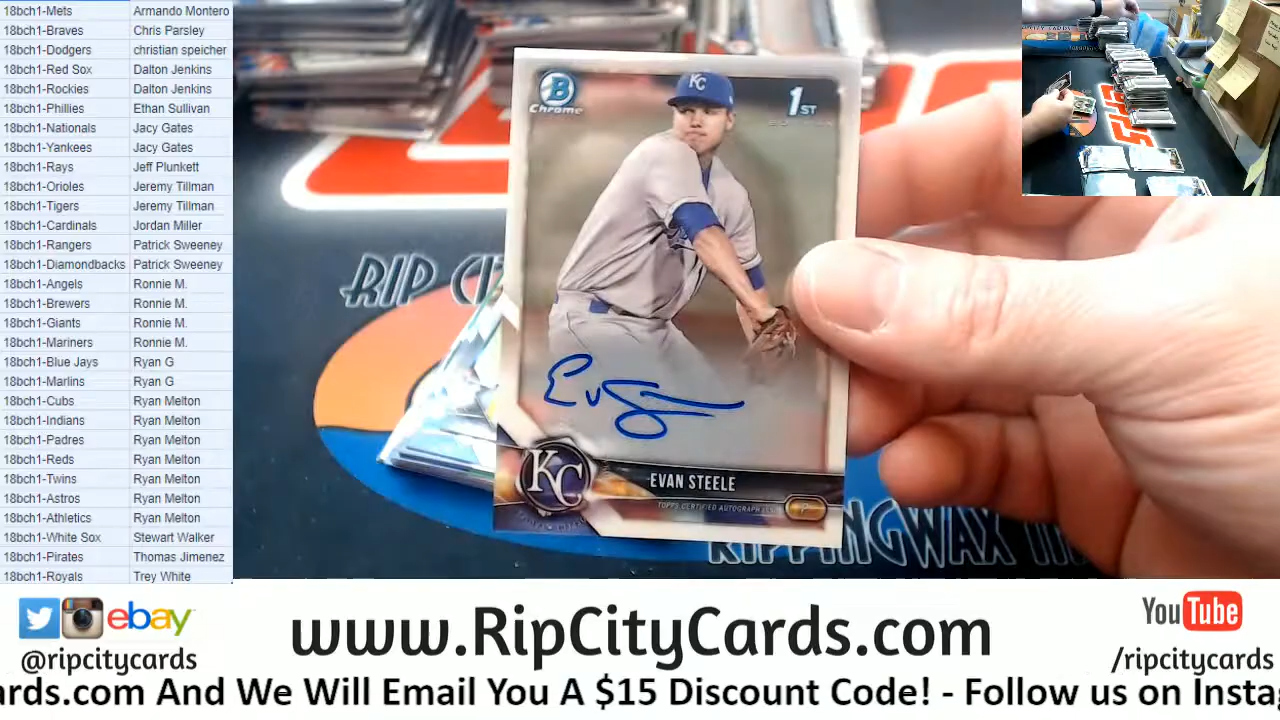 18bch1-Mets Armando Montero
18bch1-Braves Chris Parsley
18bch1-Dodgers christian speicher
18bch1-Red Sox Dalton Jenkins
18bch1-Rockies Dalton Jenkins
18bch1-Phillies Ethan Sullivan
18bch1-Nationals Jacy Gates
18bch1-Yankees Jacy Gates
18bch1-Rays Jeff Plunkett
18bch1-Orioles Jeremy Tillman
18bch1-Tigers Jeremy Tillman
18bch1-Cardinals Jordan Miller
18bch1-Rangers Patrick Sweeney
18bch1-Diamondbacks Patrick Sweeney
18bch1-Angels Ronnie M.
18bch1-Brewers Ronnie M.
18bch1-Giants Ronnie M.
18bch1-Mariners Ronnie M.
18bch1-Blue Jays Ryan G
18bch1-Marlins Ryan G
18bch1-Cubs Ryan Melton
18bch1-Indians Ryan Melton
18bch1-Padres Ryan Melton
18bch1-Reds Ryan Melton
18bch1-Twins Ryan Melton
18bch1-Astros Ryan Melton
18bch1-Athletics Ryan Melton
18bch1-White Sox Stewart Walker
18bch1-Pirates Thomas Jimenez
18bch1-Royals Trey White
B
Chrome
KC
1ST
RIP CI
KC
EVAN STEELE
TOPPS CERTIFIED AUTOGRAPH ISSUE
P
RIPPINGWAX
ebay
@ripcitycards
www.RipCityCards.com
YouTube
/ripcitycards
ards.com And We Will Email You A $15 Discount Code! - Follow us on Insta